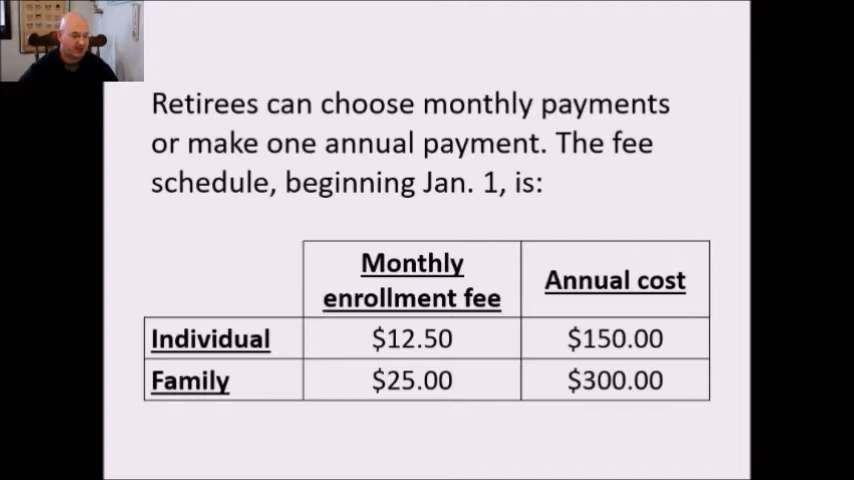 Retirees can choose monthly payments
or make one annual payment. The fee
schedule, beginning Jan. 1, is:
Monthly
enrollment fee
Annual cost
Individual $12.50 $150.00
Family $25.00 $300.00